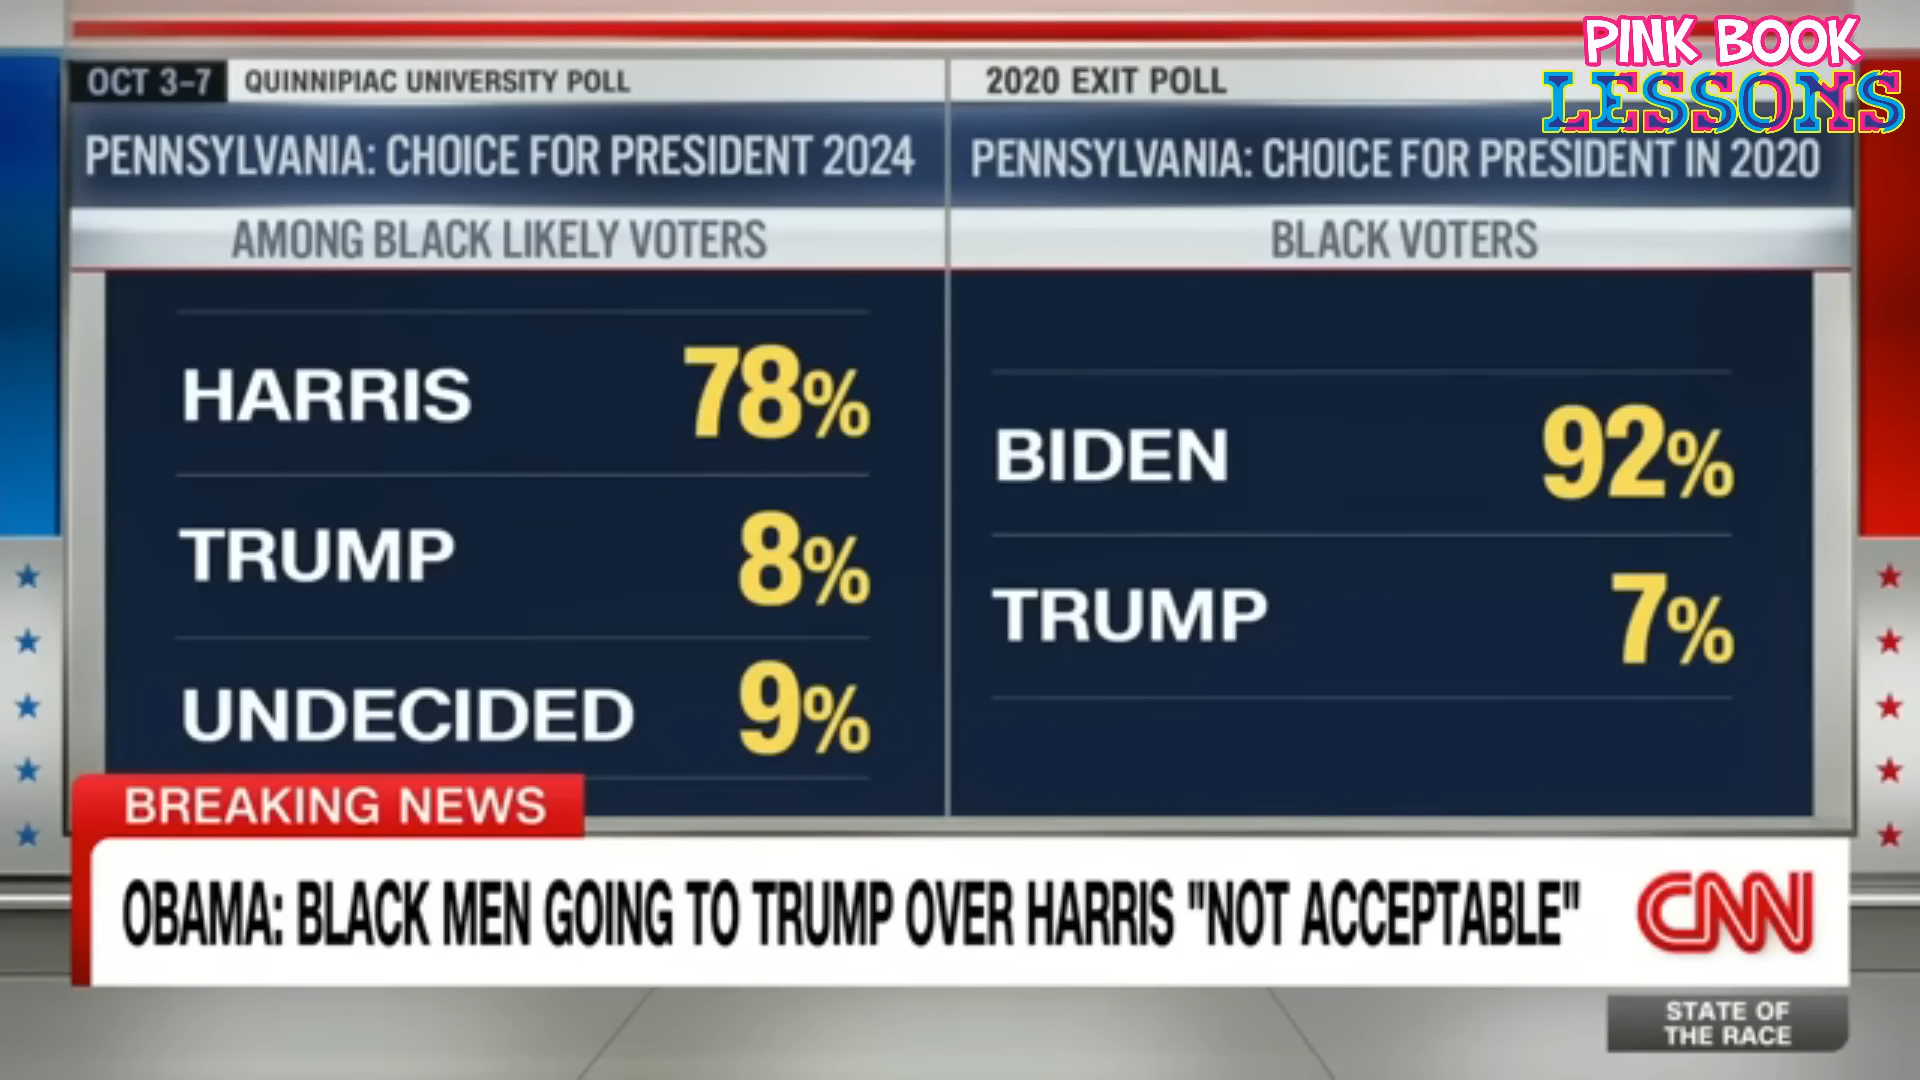 PINK BOOK
LESSONS
OCT 3-7 QUINNIPIAC UNIVERSITY POLL
PENNSYLVANIA: CHOICE FOR PRESIDENT 2024
AMONG BLACK LIKELY VOTERS
HARRIS 78%
TRUMP 8%
UNDECIDED 9%
2020 EXIT POLL
PENNSYLVANIA: CHOICE FOR PRESIDENT IN 2020
BLACK VOTERS
BIDEN 92%
TRUMP 7%
BREAKING NEWS
OBAMA: BLACK MEN GOING TO TRUMP OVER HARRIS "NOT ACCEPTABLE"
CNN
STATE OF
THE RACE